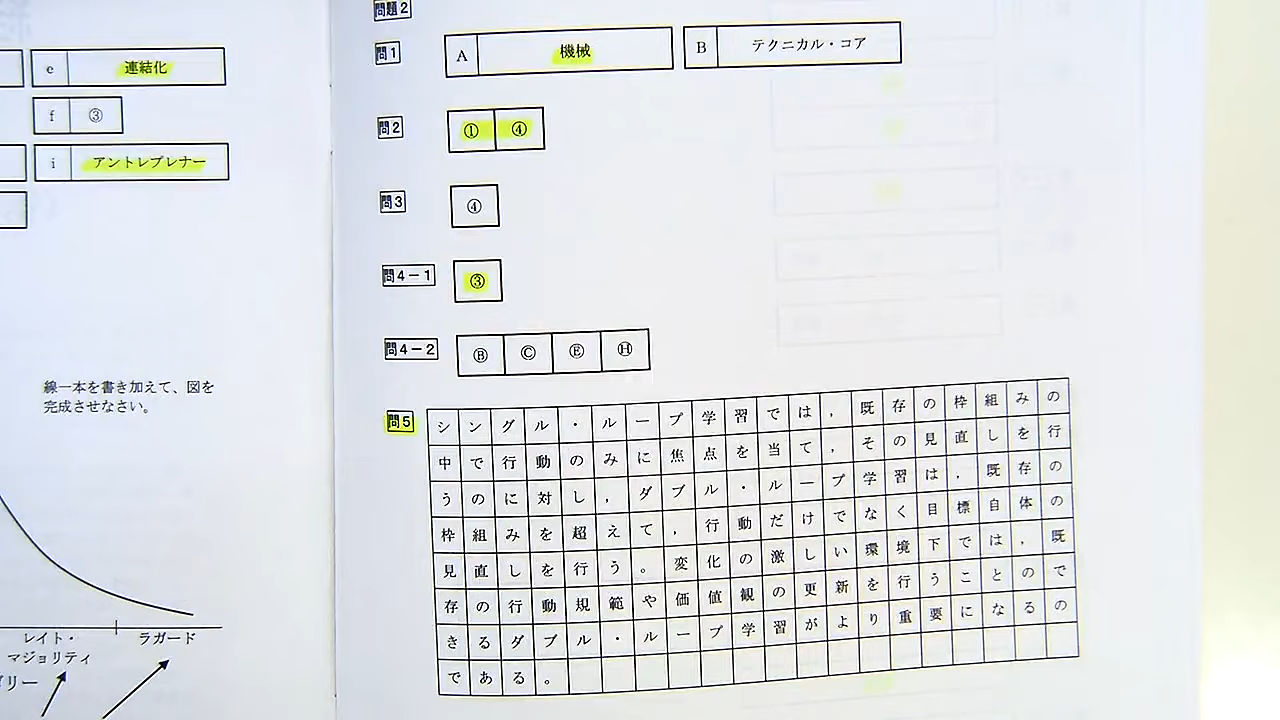 e 連結化
f ③
i アントレプレナー
線一本を書き加えて、図を
完成させなさい。
レイト・
マジョリティ
ラガード
リー
問題2
問1 A 機械 B テクニカル・コア
問2 ① ④
問3 ④
問4－1 ③
問4－2 Ⓑ Ⓒ Ⓔ Ⓗ
問5 シングル・ループ学習では，既存の枠組みの
中で行動のみに焦点を当て，その見直しを行
うのに対し，ダブル・ループ学習は，既存の
枠組みを超えて，行動だけでなく目標自体の
見直しを行う。変化の激しい環境下では，既
存の行動規範や価値観の更新を行うことので
きるダブル・ループ学習がより重要になるの
である。